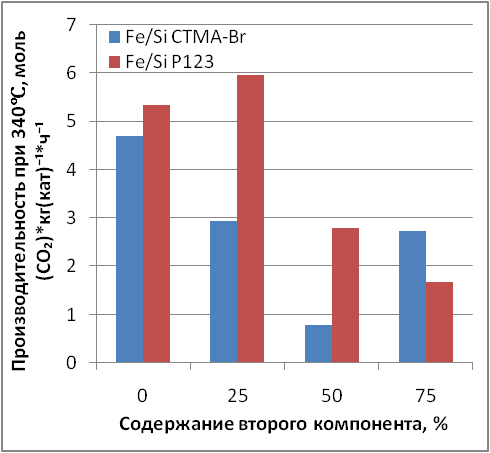 Производительность при 340℃, моль
(CO₂)*кг(кат)⁻¹*ч⁻¹
7
6
5
4
3
2
1
0
Fe/Si CTMA-Br
Fe/Si P123
0 25 50 75
Содержание второго компонента, %